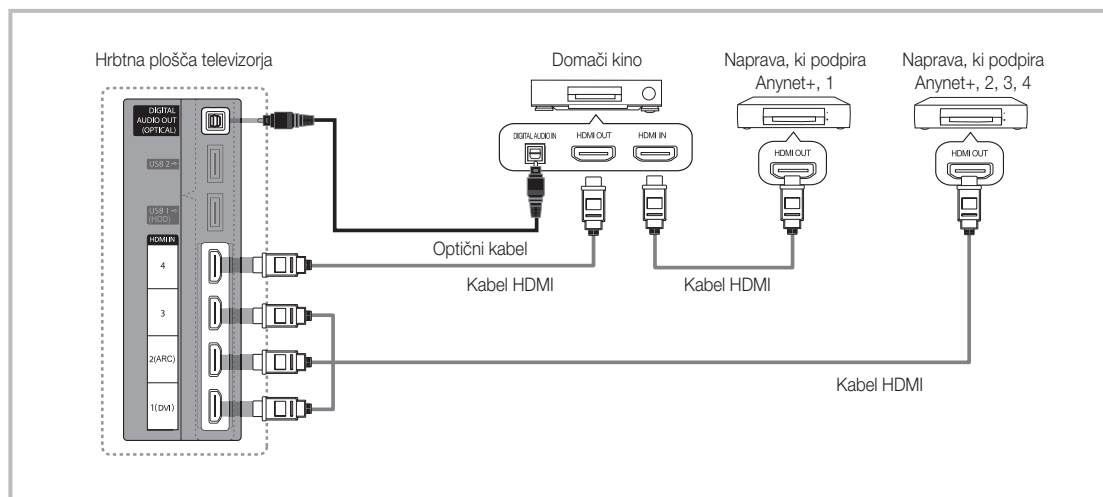 Hrbtna plošča televizorja
DIGITAL
AUDIO OUT
(OPTICAL)
USB 2
USB 1
(HDD)
HDMI IN
4
3
2(ARC)
1(DVI)
Domači kino
DIGITAL AUDIO IN
HDMI OUT
HDMI IN
Naprava, ki podpira
Anynet+, 1
HDMI OUT
Naprava, ki podpira
Anynet+, 2, 3, 4
HDMI OUT
Optični kabel
Kabel HDMI
Kabel HDMI
Kabel HDMI